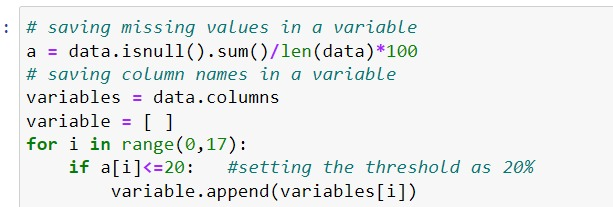 : # saving missing values in a variable
a = data.isnull().sum()/len(data)*100
# saving column names in a variable
variables = data.columns
variable = [ ]
for i in range(0,17):
    if a[i]<=20:   #setting the threshold as 20%
        variable.append(variables[i])